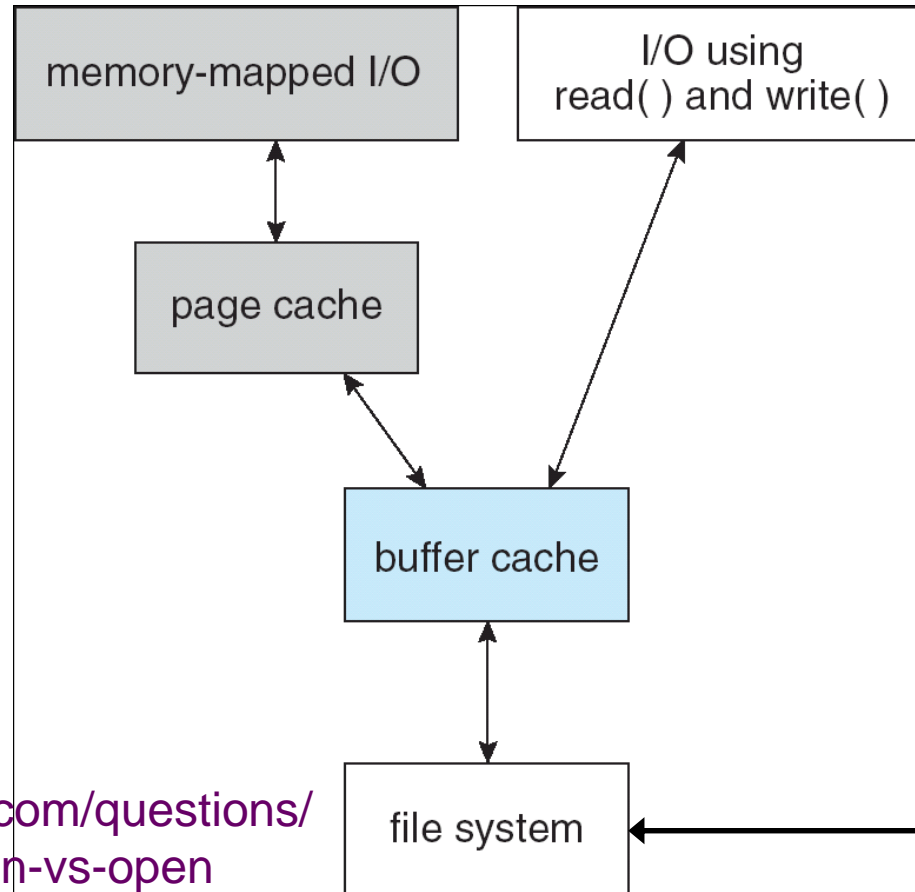 memory-mapped I/O
I/O using
read( ) and write( )
page cache
buffer cache
file system
com/questions/
n-vs-open